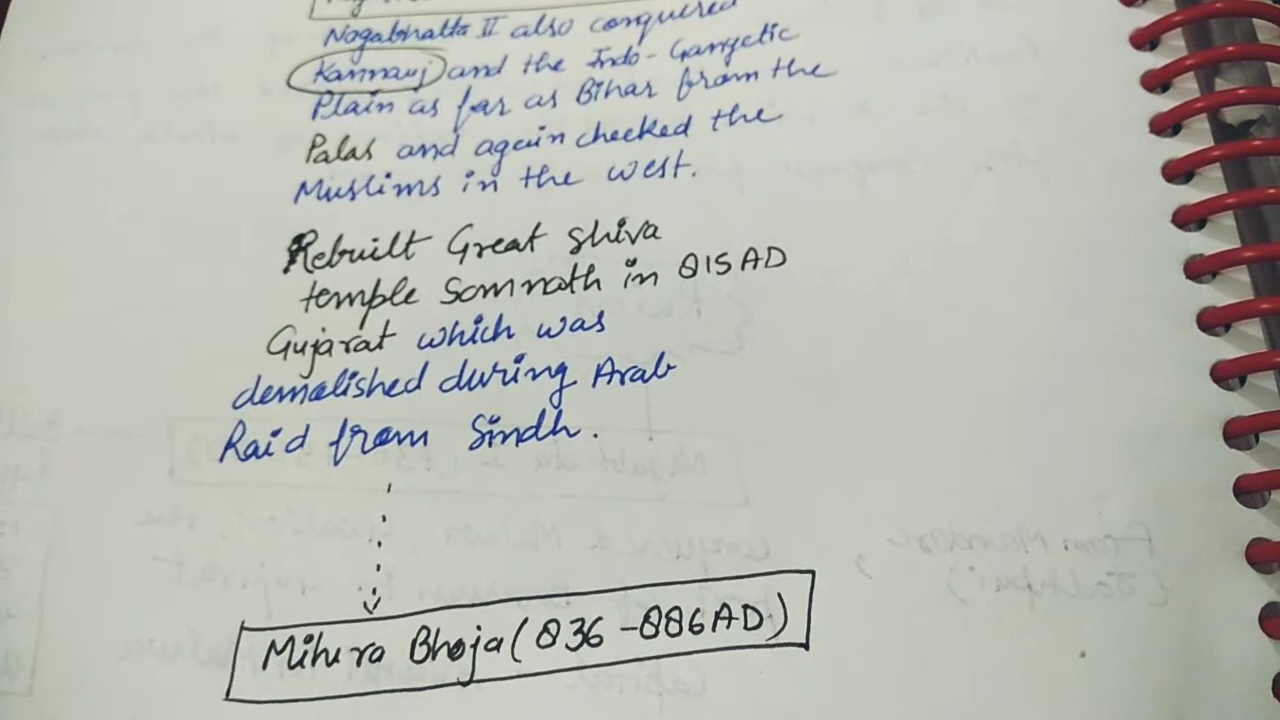 Nagabhatta II also conquered
Kannauj and the Indo-Gangetic
Plain as far as Bihar from the
Palas and again checked the
Muslims in the west.
Rebuilt Great Shiva
temple Somnath in 815AD
Gujarat which was
demolished during Arab
Raid from Sindh.
Mihira Bhoja (836-886AD)